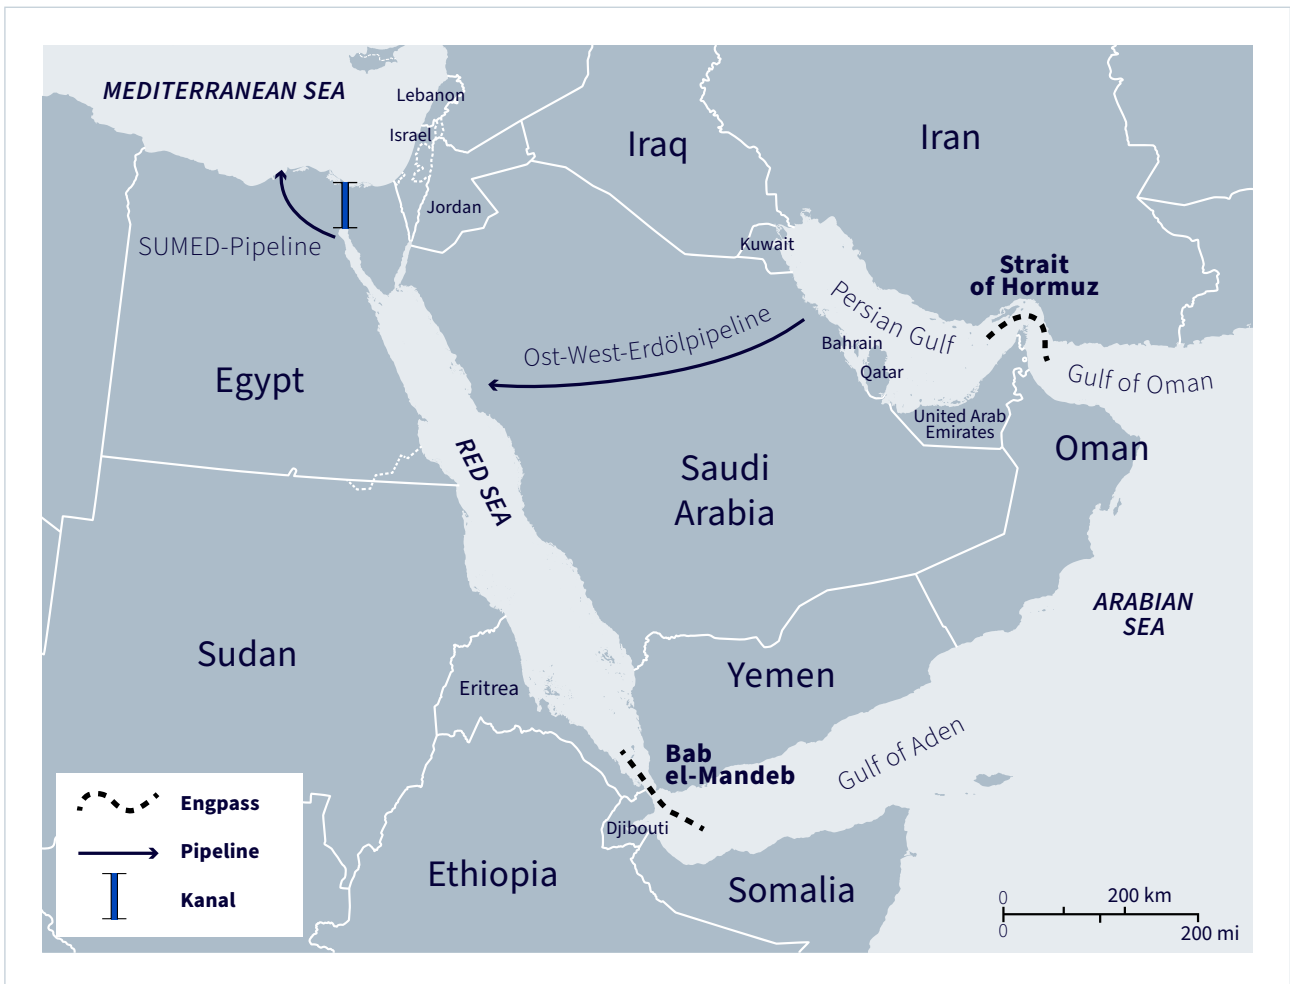 MEDITERRANEAN SEA
Lebanon
Israel
Iraq
Iran
Jordan
SUMED-Pipeline
Kuwait
Strait
of Hormuz
Persian Gulf
Ost-West-Erdölpipeline
Bahrain
Qatar
Gulf of Oman
Egypt
United Arab
Emirates
Oman
RED SEA
Saudi
Arabia
ARABIAN
SEA
Sudan
Yemen
Eritrea
Bab
el-Mandeb
Gulf of Aden
Djibouti
Ethiopia
Somalia
Engpass
Pipeline
Kanal
0
200 km
0
200 mi